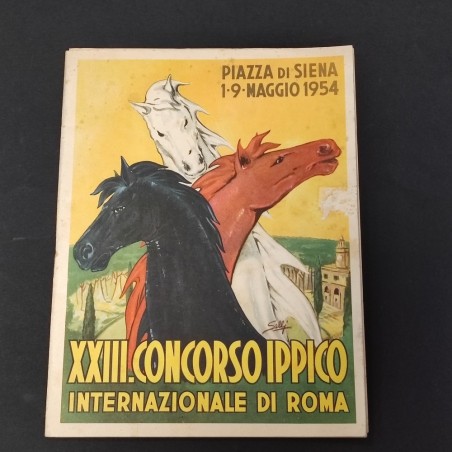 PIAZZA DI SIENA
1-9-MAGGIO 1954
XXIII.CONCORSO IPPICO
INTERNAZIONALE DI ROMA